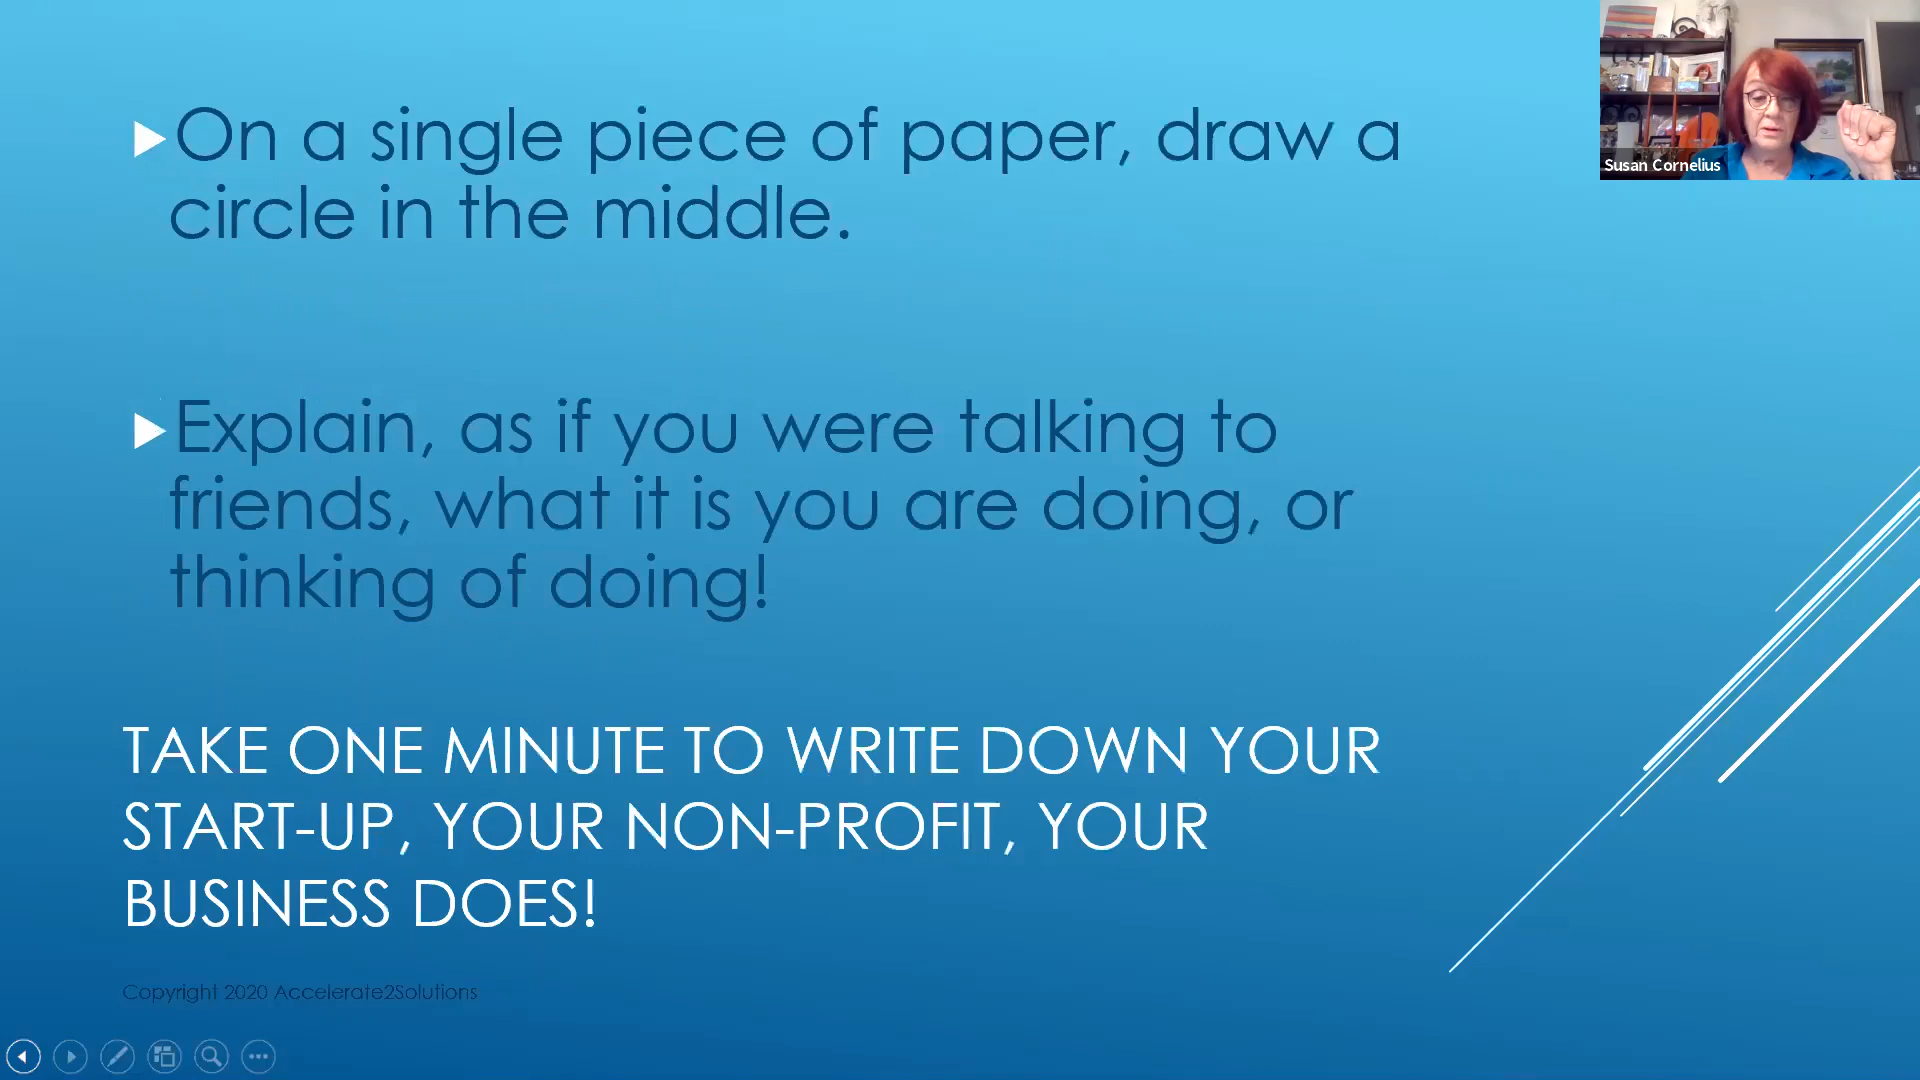 On a single piece of paper, draw a
circle in the middle.
Explain, as if you were talking to
friends, what it is you are doing, or
thinking of doing!
TAKE ONE MINUTE TO WRITE DOWN YOUR
START-UP, YOUR NON-PROFIT, YOUR
BUSINESS DOES!
Copyright 2020 Accelerate2Solutions
Susan Cornelius